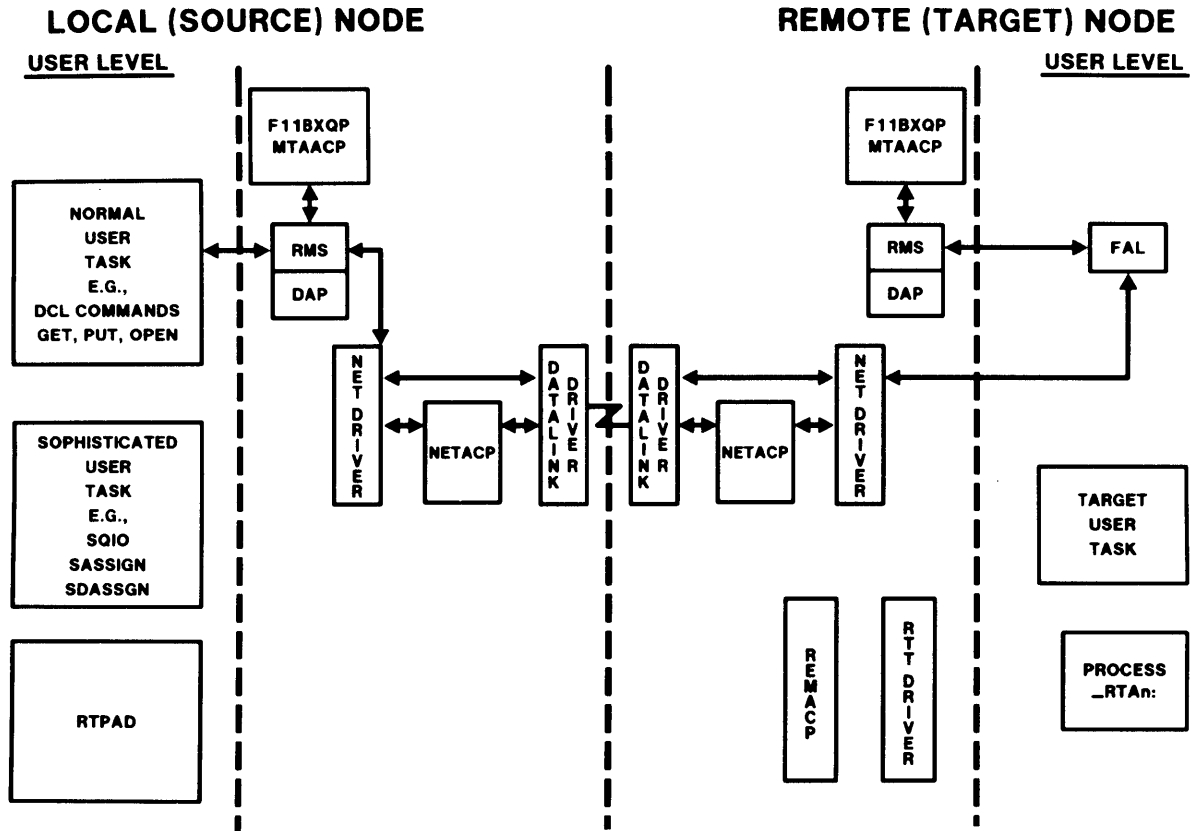 LOCAL (SOURCE) NODE
REMOTE (TARGET) NODE
USER LEVEL
USER LEVEL
F11BXQP
MTAACP
F11BXQP
MTAACP
NORMAL
USER
TASK
E.G.,
DCL COMMANDS
GET, PUT, OPEN
RMS
DAP
RMS
DAP
FAL
NET DRIVER
NETACP
DATALINK
DRIVER
DATALINK
DRIVER
NETACP
NET DRIVER
SOPHISTICATED
USER
TASK
E.G.,
SQIO
SASSIGN
SDASSGN
TARGET
USER
TASK
RTPAD
REMACP
RTT DRIVER
PROCESS
_RTAn: